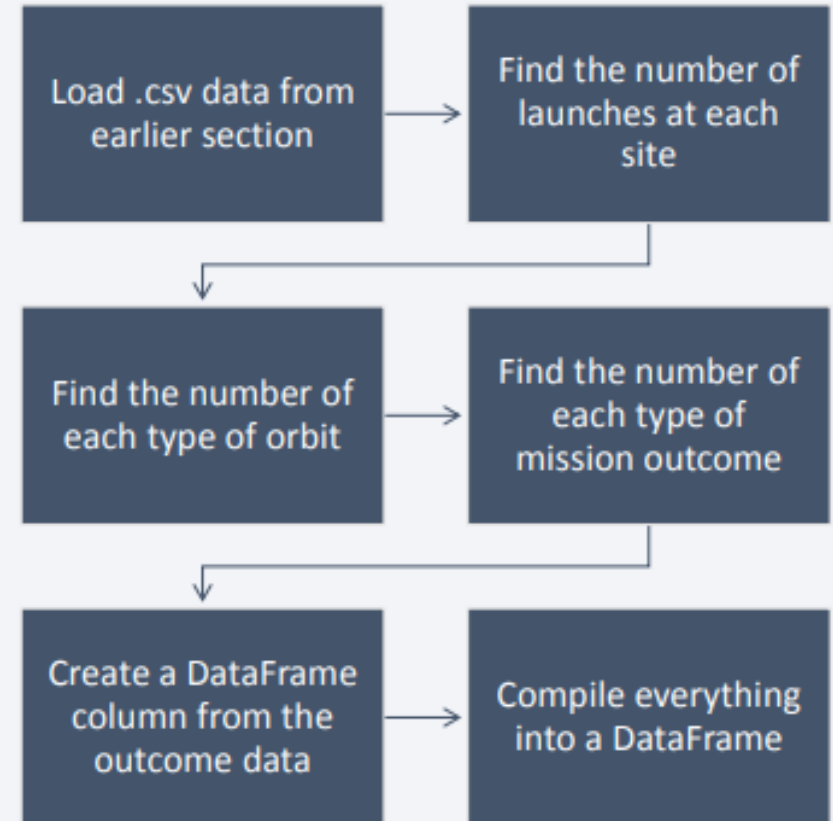 Load .csv data from
earlier section
Find the number of
launches at each
site
Find the number of
each type of orbit
Find the number of
each type of
mission outcome
Create a DataFrame
column from the
outcome data
Compile everything
into a DataFrame